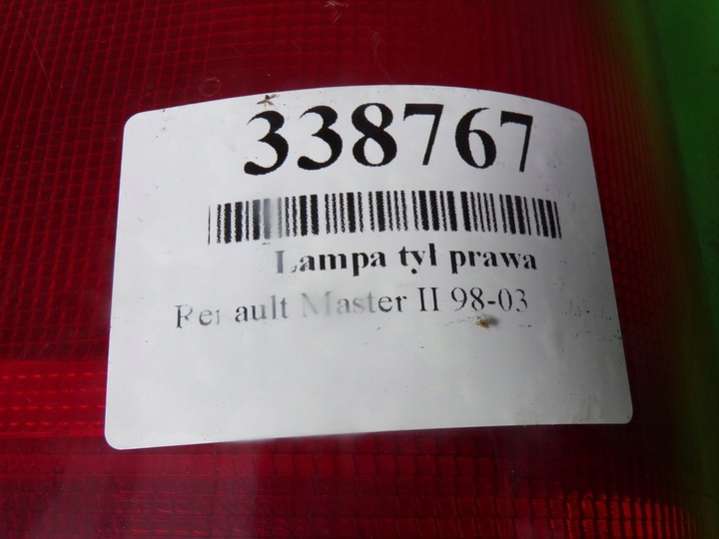 338767
Lampa tył prawa
Renault Master II 98-03